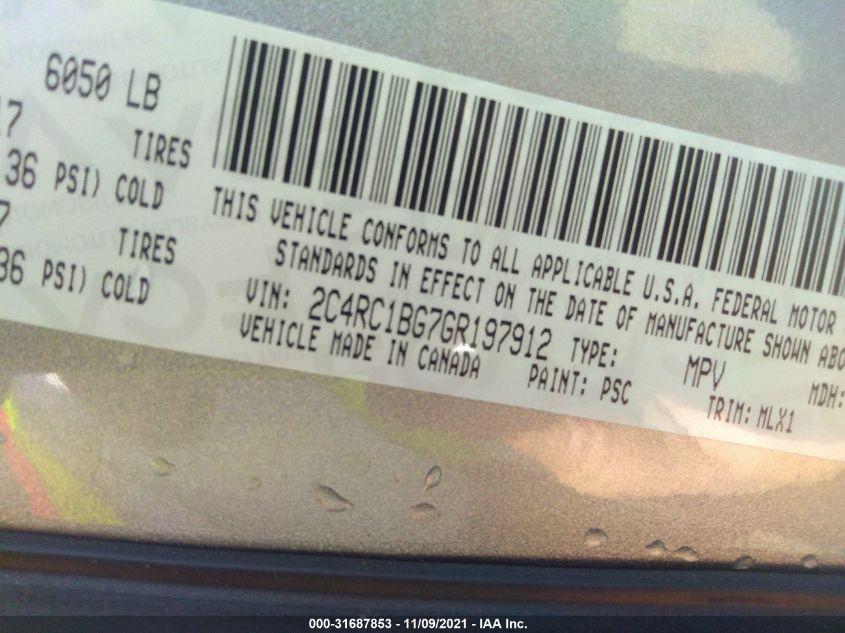 6050 LB
17
TIRES
36 PSI) COLD
7
TIRES
36 PSI) COLD
THIS VEHICLE CONFORMS TO ALL APPLICABLE U.S.A. FEDERAL MOTOR
STANDARDS IN EFFECT ON THE DATE OF MANUFACTURE SHOWN ABO
VIN: 2C4RC1BG7GR197912 TYPE: MPV MDH:
VEHICLE MADE IN CANADA PAINT: PSC TRIM: MLX1
000-31687853 - 11/09/2021 - IAA Inc.